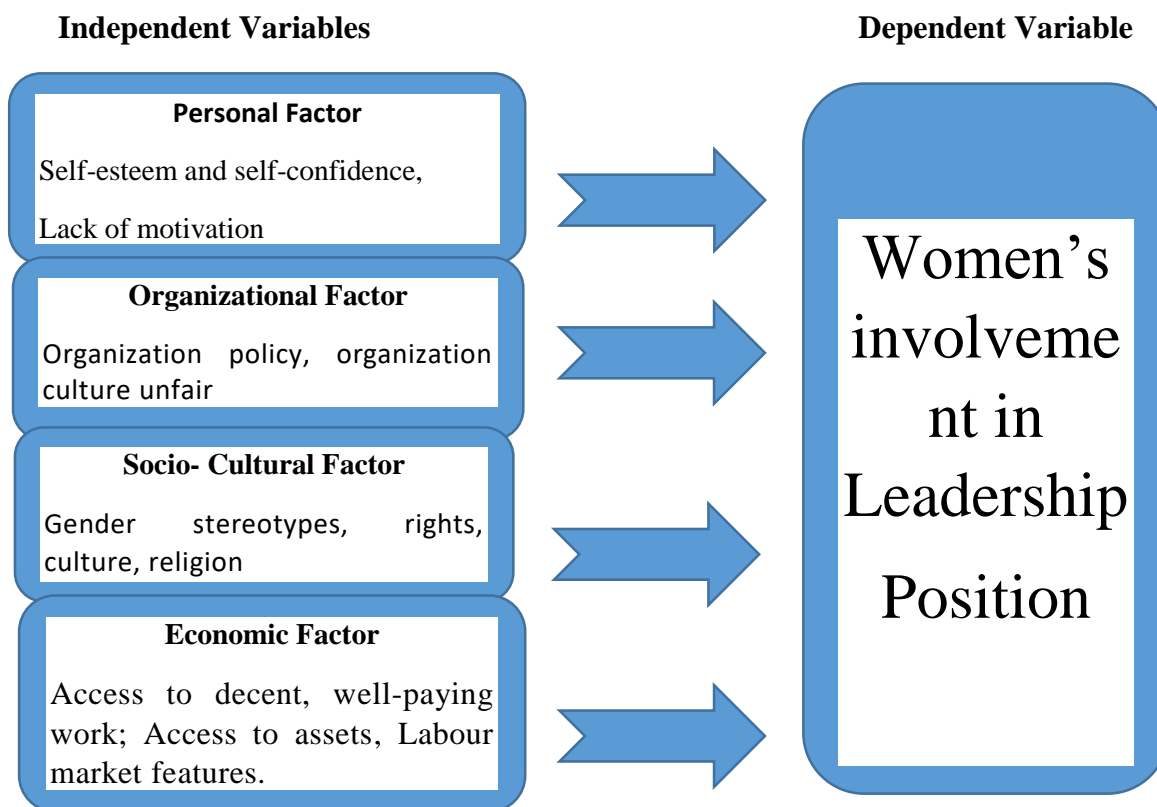 Independent Variables
Dependent Variable
Personal Factor
Self-esteem and self-confidence,
Lack of motivation
Organizational Factor
Organization policy, organization
culture unfair
Socio- Cultural Factor
Gender stereotypes, rights,
culture, religion
Economic Factor
Access to decent, well-paying
work; Access to assets, Labour
market features.
Women’s
involveme
nt in
Leadership
Position